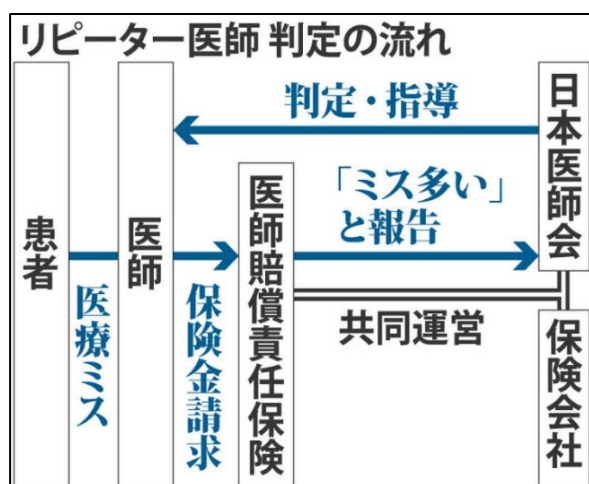 リピーター医師 判定の流れ
判定・指導
日本医師会
「ミス多い」
と報告
医師賠償責任保険
医師
患者
医療ミス
保険金請求
共同運営
保険会社